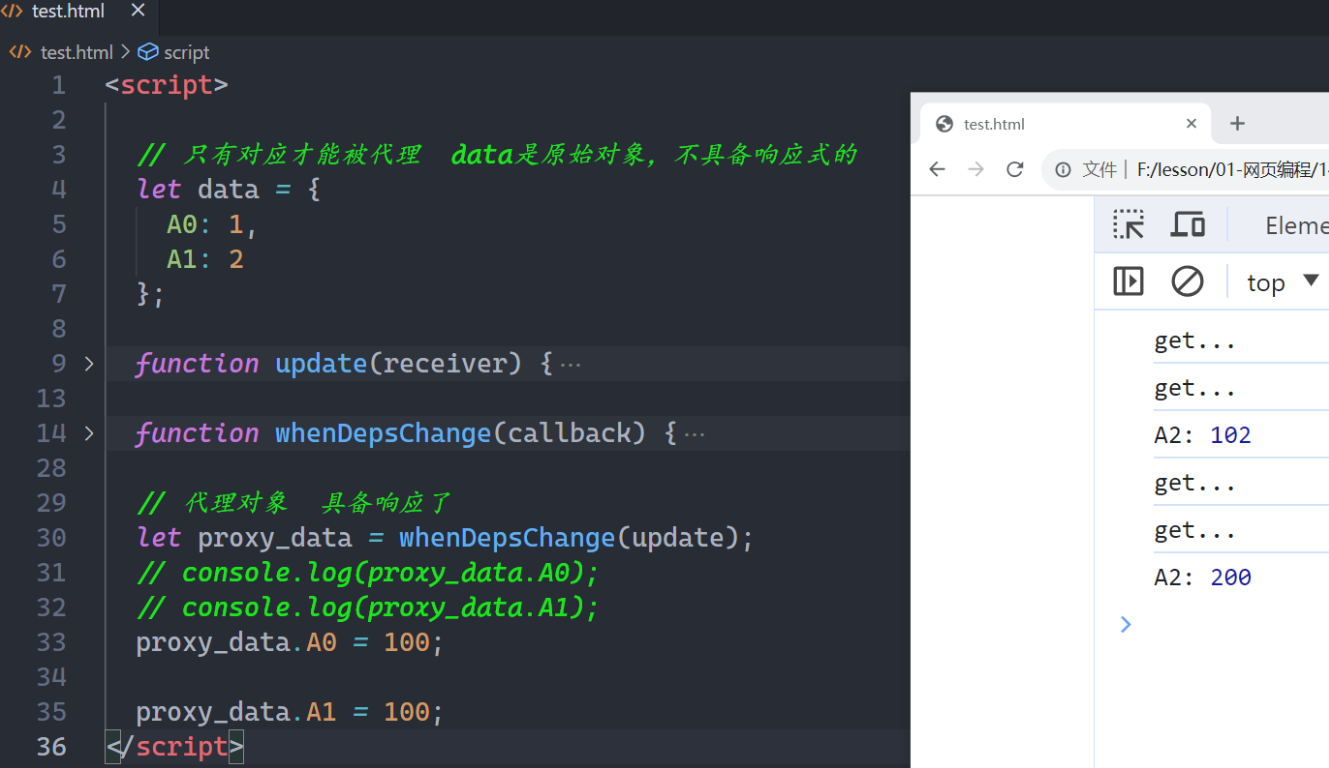 test.html
test.html > script
1 <script>
2
3 // 只有对应才能被代理 data是原始对象，不具备响应式的
4 let data = {
5 A0: 1,
6 A1: 2
7 };
8
9 function update(receiver) {···
13
14 function whenDepsChange(callback) {···
28
29 // 代理对象 具备响应了
30 let proxy_data = whenDepsChange(update);
31 // console.log(proxy_data.A0);
32 // console.log(proxy_data.A1);
33 proxy_data.A0 = 100;
34
35 proxy_data.A1 = 100;
36 </script>
test.html
文件 | F:/lesson/01-网页编程/1
Eleme
top
get...
get...
A2: 102
get...
get...
A2: 200